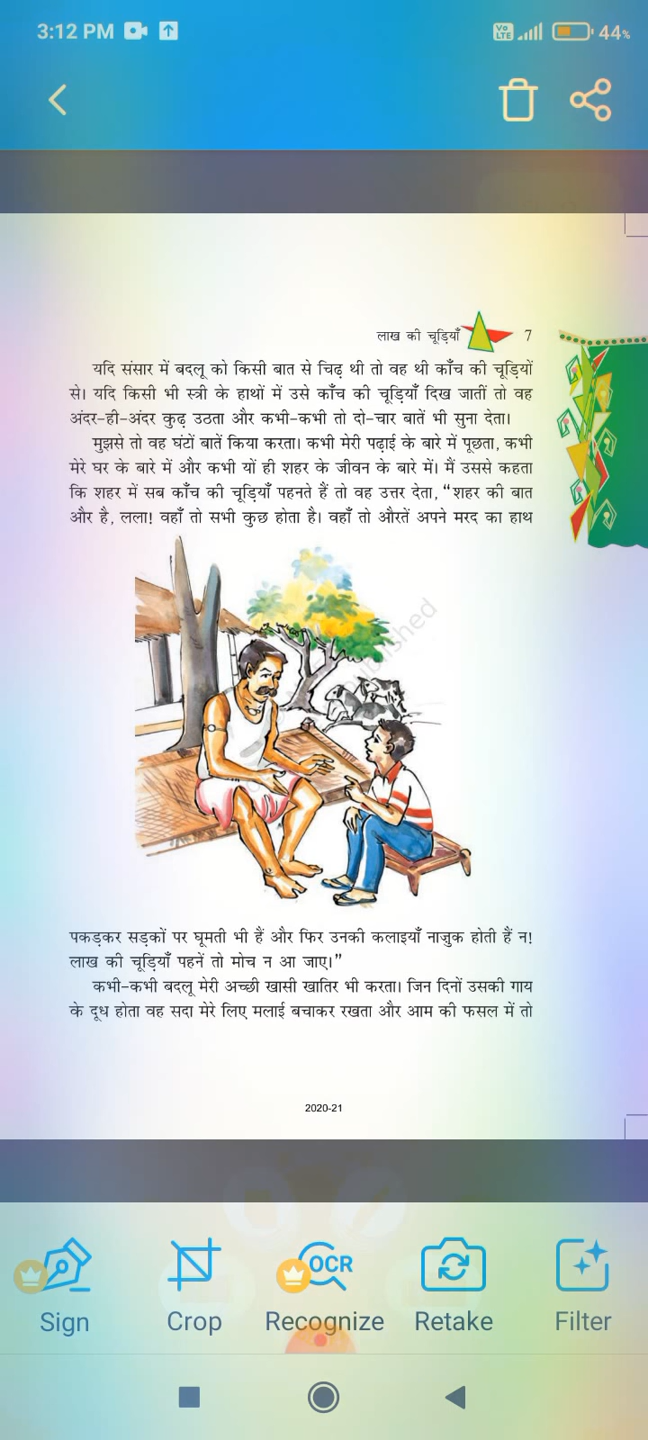 3:12 PM
Vo LTE 44%
लाख की चूड़ियाँ 7
यदि संसार में बदलू को किसी बात से चिढ़ थी तो वह थी काँच की चूड़ियों
से। यदि किसी भी स्त्री के हाथों में उसे काँच की चूड़ियाँ दिख जातीं तो वह
अंदर-ही-अंदर कुढ़ उठता और कभी-कभी तो दो-चार बातें भी सुना देता।
मुझसे तो वह घंटों बातें किया करता। कभी मेरी पढ़ाई के बारे में पूछता, कभी
मेरे घर के बारे में और कभी यों ही शहर के जीवन के बारे में। मैं उससे कहता
कि शहर में सब काँच की चूड़ियाँ पहनते हैं तो वह उत्तर देता, “शहर की बात
और है, लला! वहाँ तो सभी कुछ होता है। वहाँ तो औरतें अपने मरद का हाथ
पकड़कर सड़कों पर घूमती भी हैं और फिर उनकी कलाइयाँ नाजुक होती हैं न!
लाख की चूड़ियाँ पहनें तो मोच न आ जाए।”
कभी-कभी बदलू मेरी अच्छी खासी खातिर भी करता। जिन दिनों उसकी गाय
के दूध होता वह सदा मेरे लिए मलाई बचाकर रखता और आम की फसल में तो
2020-21
Sign Crop OCR Recognize Retake Filter